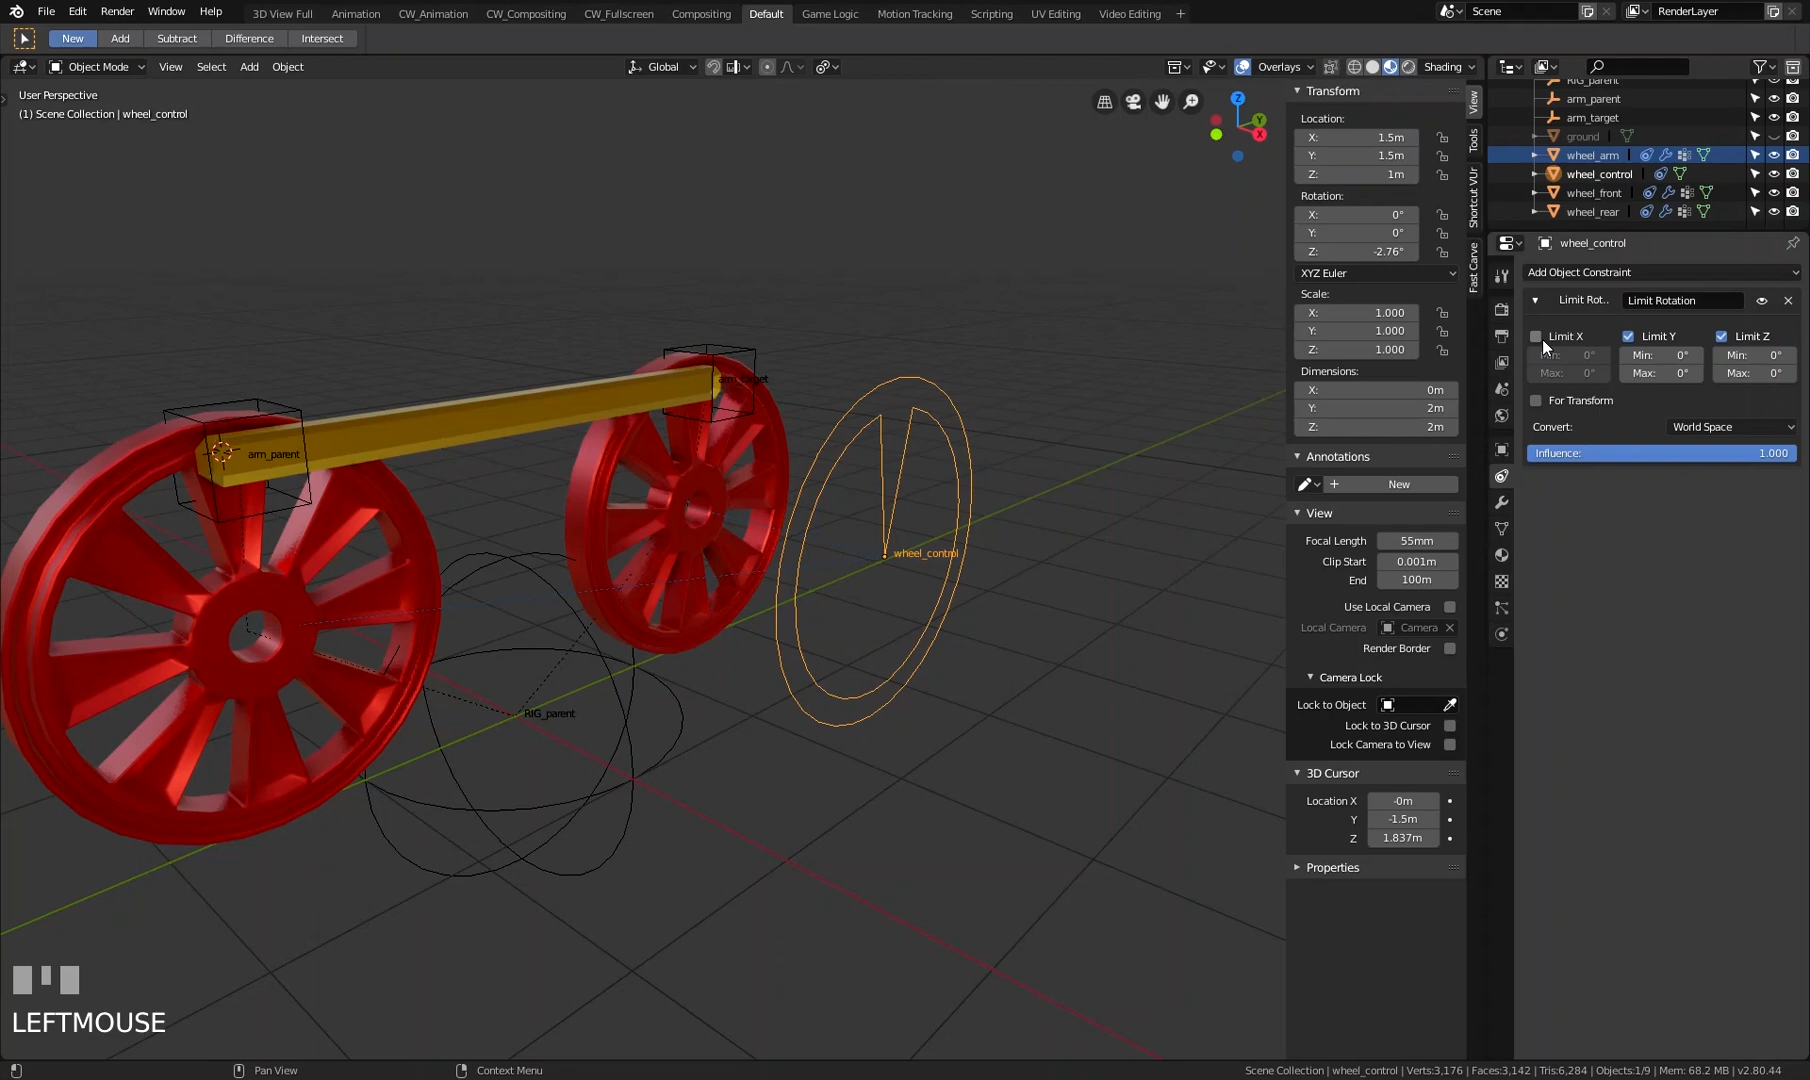 File Edit Render Window Help 3D View Full Animation CW_Animation CW_Compositing CW_Fullscreen Compositing Default Game Logic Motion Tracking Scripting UV Editing Video Editing + Scene RenderLayer
New Add Subtract Difference Intersect
Object Mode View Select Add Object Global Overlays Shading
User Perspective
(1) Scene Collection | wheel_control
Z
Y
X
arm_target
arm_parent
wheel_control
RIG_parent
LEFTMOUSE
Transform
Location:
X: 1.5m
Y: 1.5m
Z: 1m
Rotation:
X: 0°
Y: 0°
Z: -2.76°
XYZ Euler
Scale:
X: 1.000
Y: 1.000
Z: 1.000
Dimensions:
X: 0m
Y: 2m
Z: 2m
Annotations
New
View
Focal Length 55mm
Clip Start 0.001m
End 100m
Use Local Camera
Local Camera Camera
Render Border
Camera Lock
Lock to Object
Lock to 3D Cursor
Lock Camera to View
3D Cursor
Location X -0m
Y -1.5m
Z 1.837m
Properties
View
Tools
Shortcut VUr
Fast Carve
RIG_parent
arm_parent
arm_target
ground
wheel_arm
wheel_control
wheel_front
wheel_rear
wheel_control
Add Object Constraint
Limit Rot.. Limit Rotation
Limit X Limit Y Limit Z
0° Min: 0° Min: 0°
Max: 0° Max: 0° Max: 0°
For Transform
Convert: World Space
Influence: 1.000
Pan View Context Menu Scene Collection | wheel_control | Verts:3,176 | Faces:3,142 | Tris:6,284 | Objects:1/9 | Mem: 68.2 MB | v2.80.44